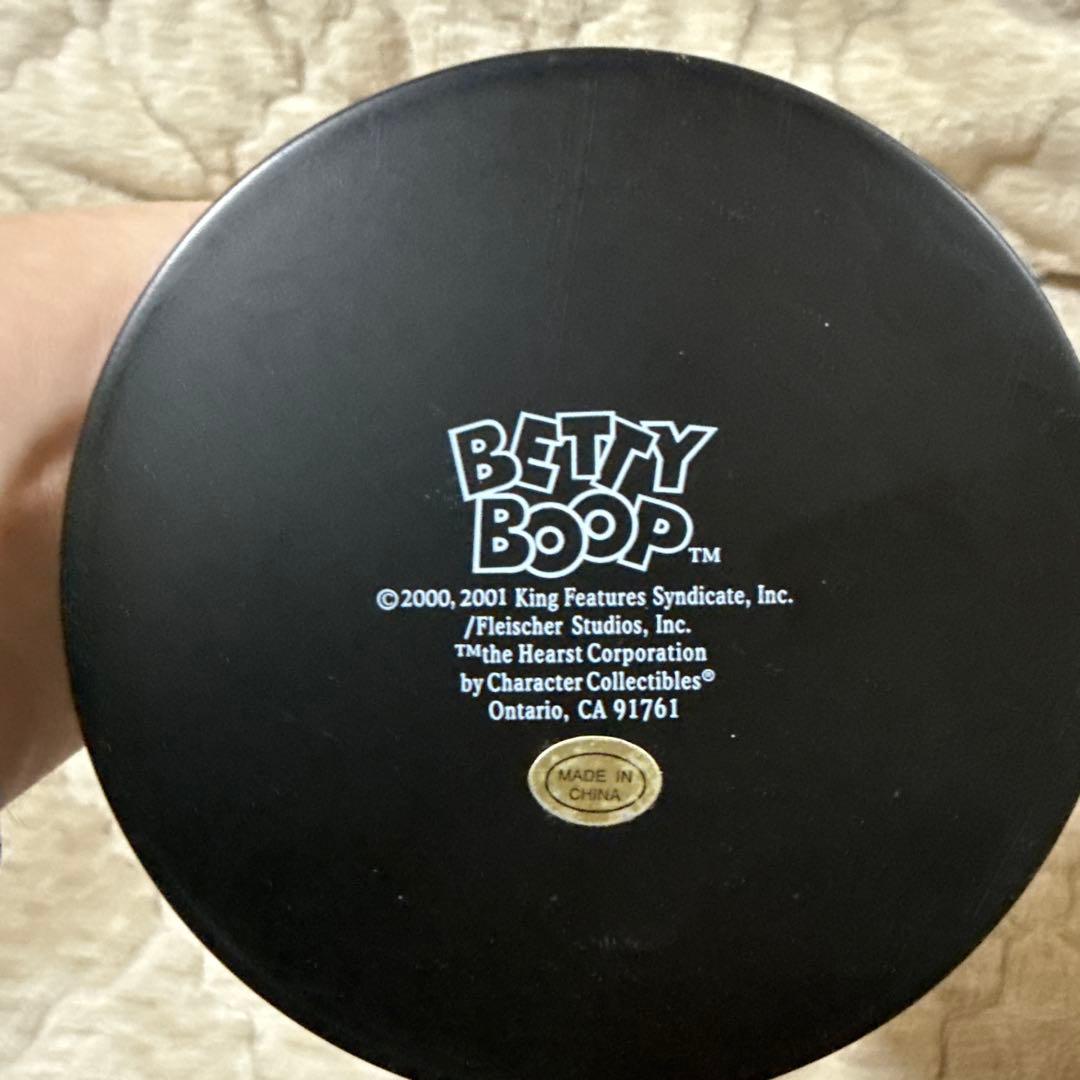 BETTY
BOOP™
©2000, 2001 King Features Syndicate, Inc.
/Fleischer Studios, Inc.
™the Hearst Corporation
by Character Collectibles®
Ontario, CA 91761
MADE IN
CHINA